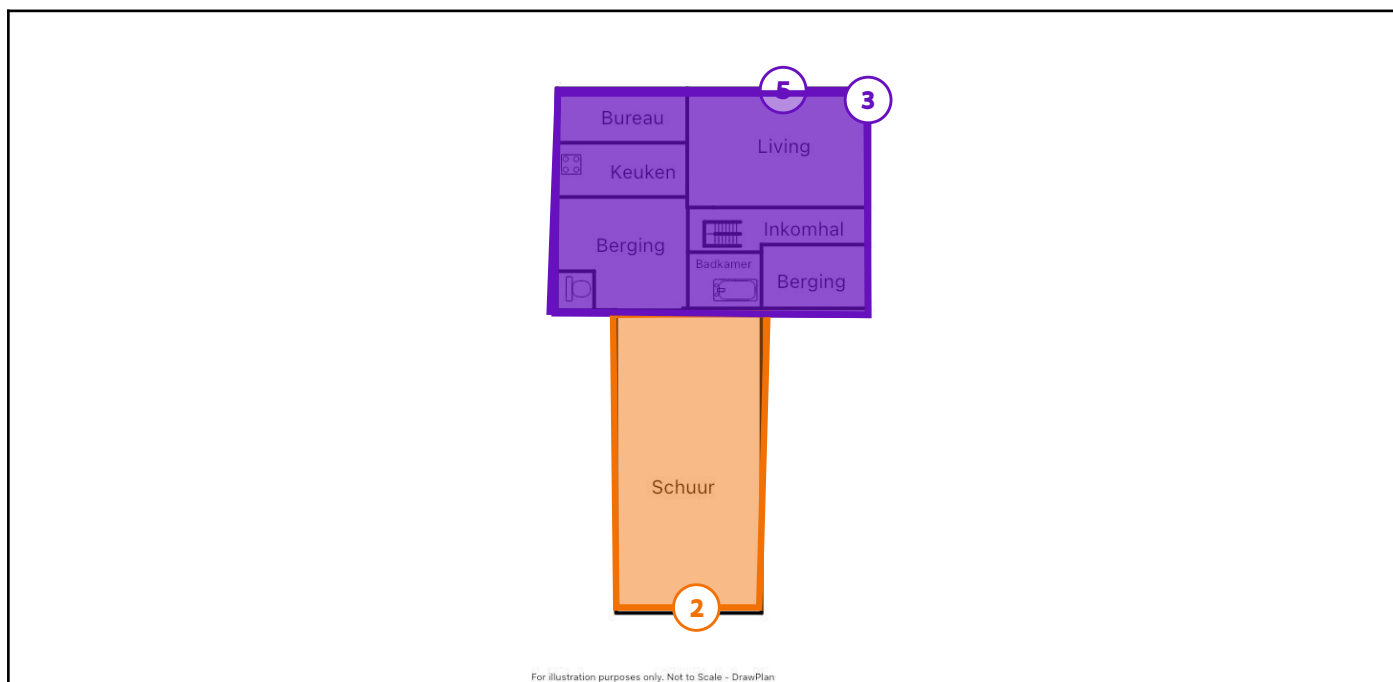 5
3
Bureau
Living
Keuken
Inkomhal
Berging
Badkamer
Berging
Schuur
2
For illustration purposes only. Not to Scale - DrawPlan